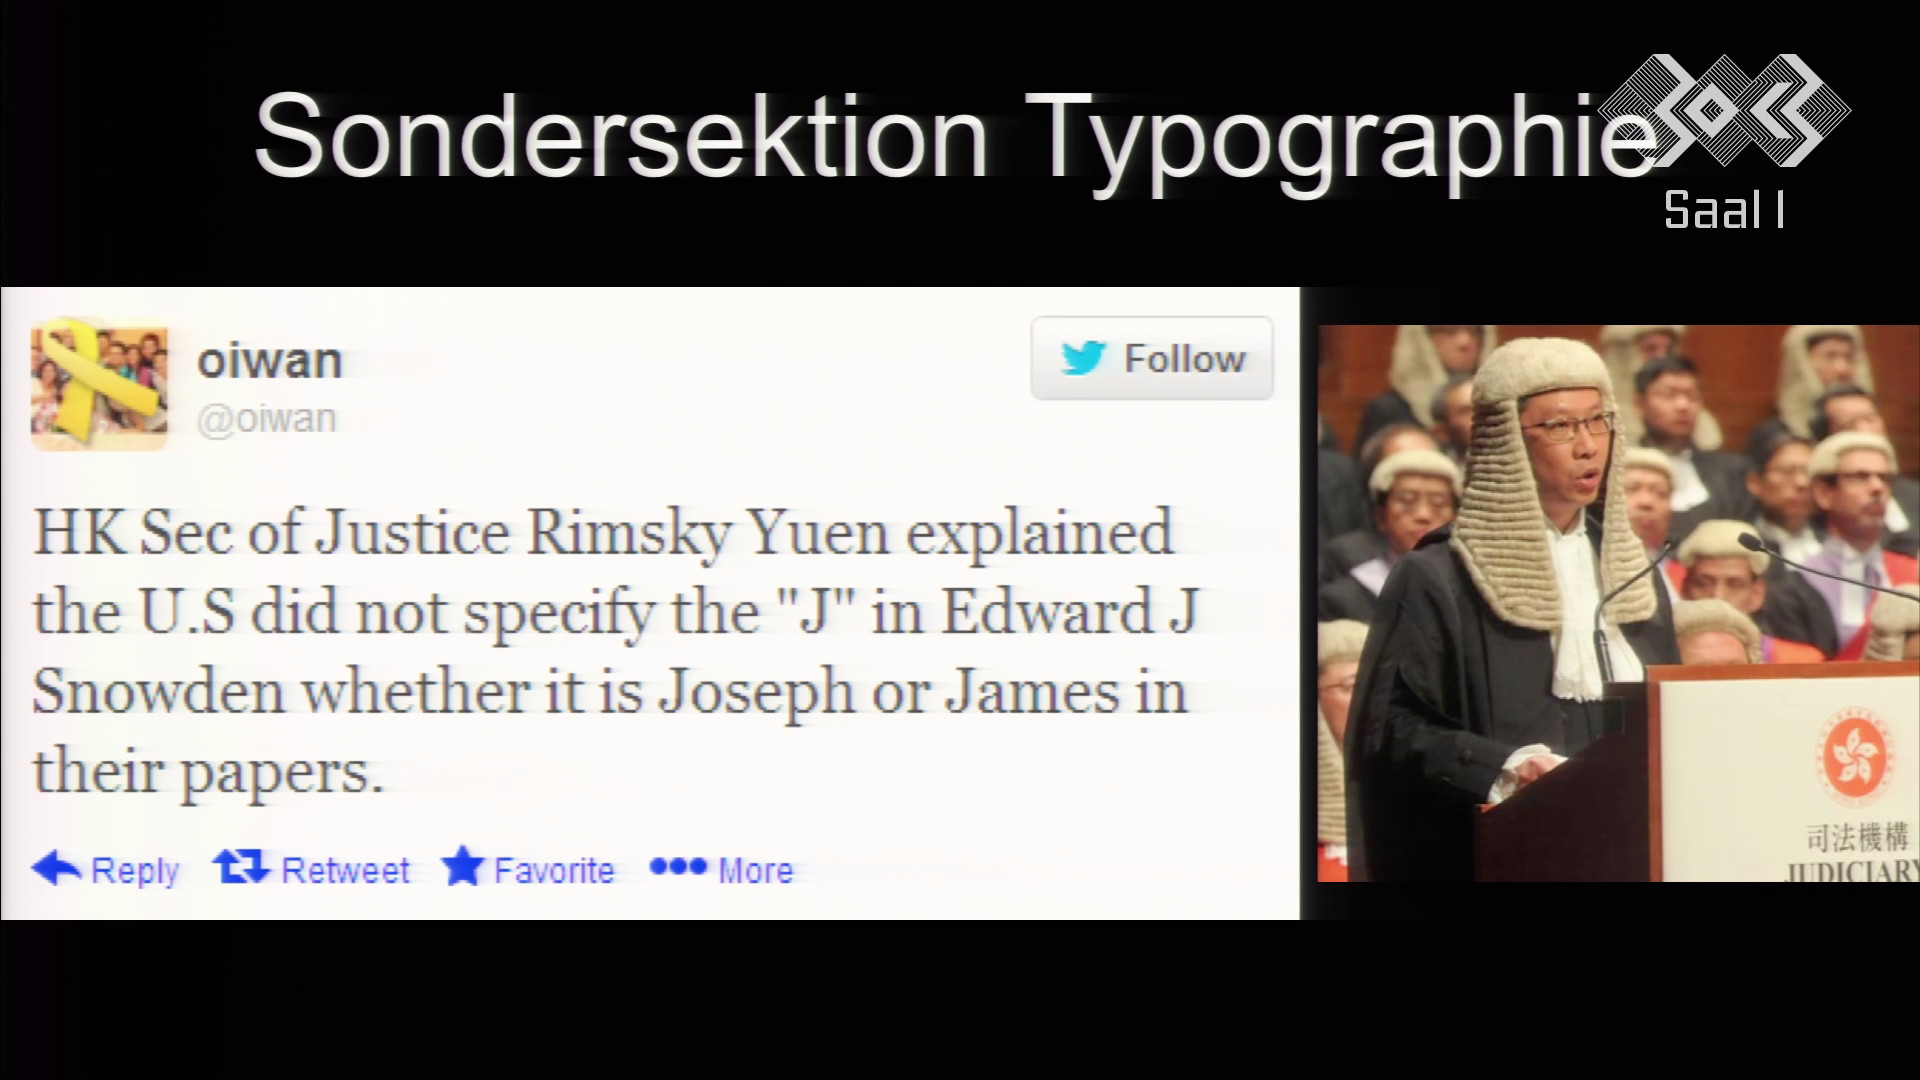 Sondersektion Typographie
30C3
Saal 1
oiwan
@oiwan
Follow
HK Sec of Justice Rimsky Yuen explained
the U.S did not specify the "J" in Edward J
Snowden whether it is Joseph or James in
their papers.
Reply Retweet Favorite More
司法機構
JUDICIARY